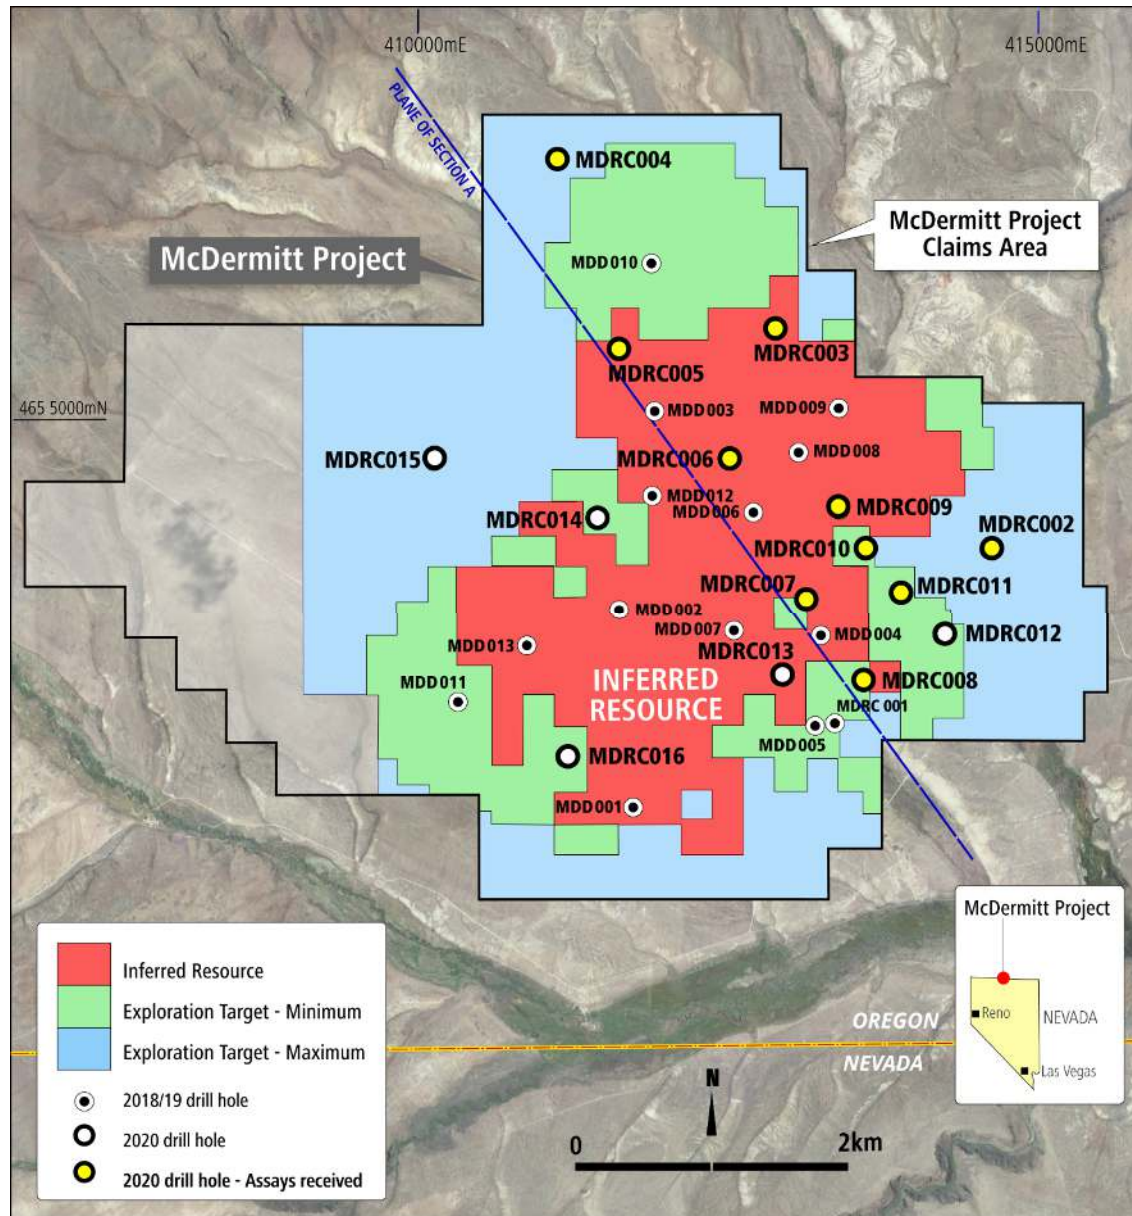 410000mE
415000mE
PLANE OF SECTION A
MDRC004
McDermitt Project
Claims Area
McDermitt Project
MDD010
MDRC003
MDRC005
465 5000mN
MDD003
MDD009
MDRC015
MDRC006
MDD008
MDD012
MDD006
MDRC014
MDRC009
MDRC002
MDRC010
MDRC007
MDRC011
MDD002
MDD007
MDD004
MDRC012
MDD013
MDRC013
INFERRED
RESOURCE
MDD011
MDRC008
MDRC 001
MDD005
MDRC016
MDD001
McDermitt Project
Reno
NEVADA
Las Vegas
Inferred Resource
Exploration Target - Minimum
Exploration Target - Maximum
2018/19 drill hole
2020 drill hole
2020 drill hole - Assays received
OREGON
NEVADA
N
0
2km